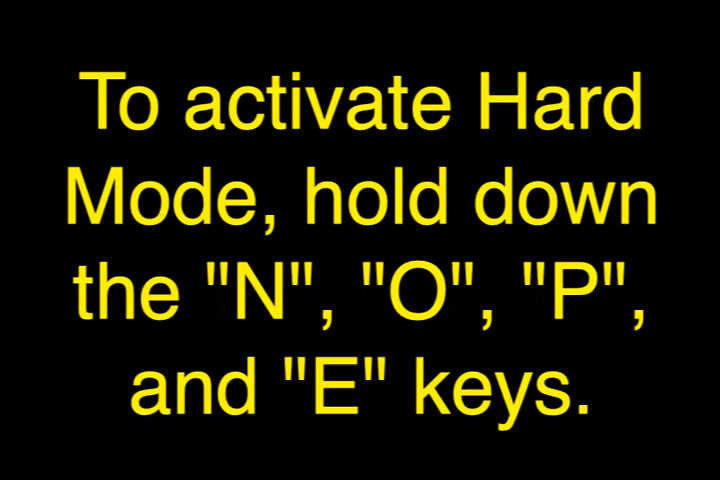 To activate Hard
Mode, hold down
the "N", "O", "P",
and "E" keys.